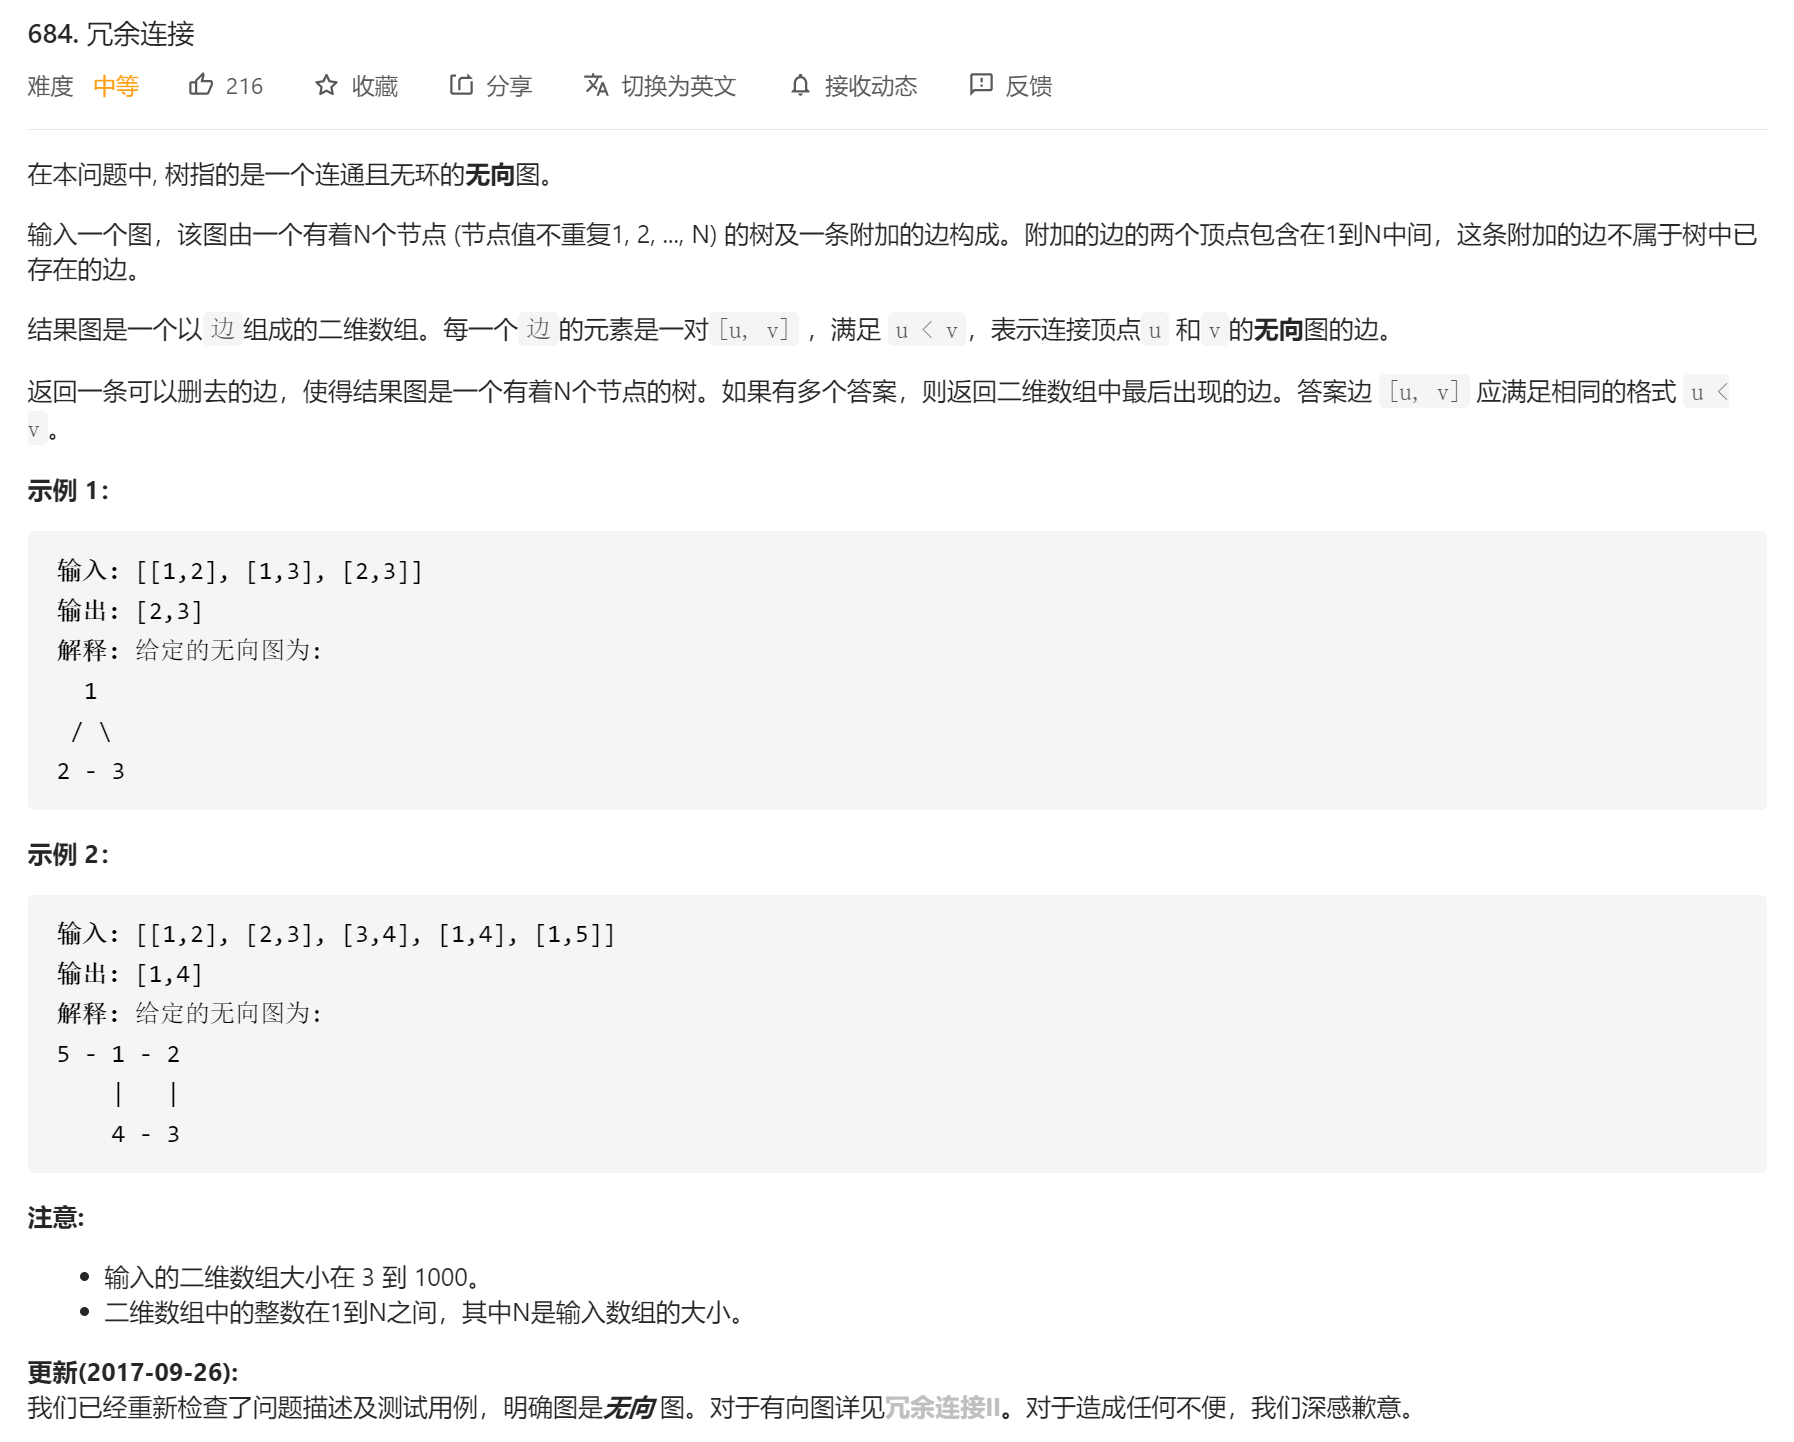 684. 冗余连接
难度 中等 216 收藏 分享 切换为英文 接收动态 反馈
在本问题中, 树指的是一个连通且无环的无向图。
输入一个图，该图由一个有着N个节点 (节点值不重复1, 2, ..., N) 的树及一条附加的边构成。附加的边的两个顶点包含在1到N中间，这条附加的边不属于树中已
存在的边。
结果图是一个以 边 组成的二维数组。每一个 边 的元素是一对 [u, v] ，满足 u < v，表示连接顶点 u 和 v 的无向图的边。
返回一条可以删去的边，使得结果图是一个有着N个节点的树。如果有多个答案，则返回二维数组中最后出现的边。答案边 [u, v] 应满足相同的格式 u <
v。
示例 1：
输入: [[1,2], [1,3], [2,3]]
输出: [2,3]
解释: 给定的无向图为:
  1
 / \
2 - 3
示例 2：
输入: [[1,2], [2,3], [3,4], [1,4], [1,5]]
输出: [1,4]
解释: 给定的无向图为:
5 - 1 - 2
    |   |
    4 - 3
注意:
• 输入的二维数组大小在 3 到 1000。
• 二维数组中的整数在1到N之间，其中N是输入数组的大小。
更新(2017-09-26):
我们已经重新检查了问题描述及测试用例，明确图是无向 图。对于有向图详见冗余连接II。对于造成任何不便，我们深感歉意。